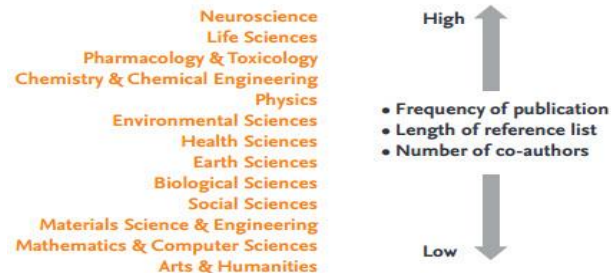 Neuroscience
Life Sciences
Pharmacology & Toxicology
Chemistry & Chemical Engineering
Physics
Environmental Sciences
Health Sciences
Earth Sciences
Biological Sciences
Social Sciences
Materials Science & Engineering
Mathematics & Computer Sciences
Arts & Humanities
High
• Frequency of publication
• Length of reference list
• Number of co-authors
Low